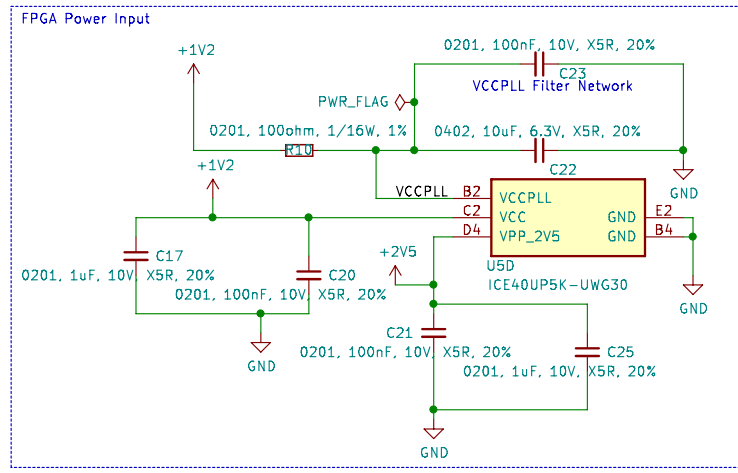 FPGA Power Input
+1V2
0201, 100nF, 10V, X5R, 20%
C23
VCCPLL Filter Network
PWR_FLAG
0201, 100ohm, 1/16W, 1%
0402, 10uF, 6.3V, X5R, 20%
R10
C22
+1V2
GND
VCCPLL
B2
VCCPLL
C2
VCC
GND
E2
D4
VPP_2V5
GND
B4
C17
+2V5
U5D
0201, 1uF, 10V, X5R, 20%
C20
ICE40UP5K-UWG30
0201, 100nF, 10V, X5R, 20%
GND
C21
0201, 100nF, 10V, X5R, 20%
C25
GND
0201, 1uF, 10V, X5R, 20%
GND